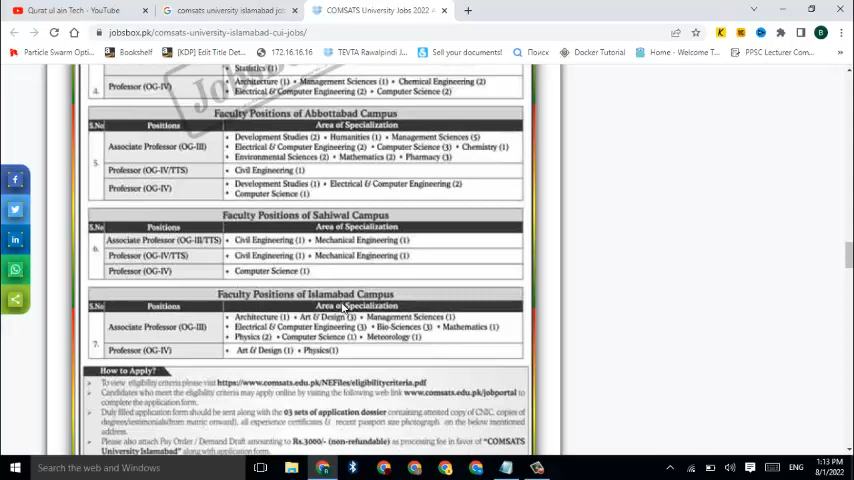 Qurat ul ain Tech - YouTube
comsats university islamabad jo
COMSATS University Jobs 2022
jobsbox.pk/comsats-university-islamabad-cui-jobs/
Particle Swarm Optim...
Bookshelf
[KDP] Edit Title Det...
172.16.16.16
TEVTA Rawalpindi J...
Sell your documents!
Поиск
Docker Tutorial
Home - Welcome To...
PPSC Lecturer Com...
Statistics (1)
4.
Professor (OG-IV)
• Architecture (1) • Management Sciences (1) • Chemical Engineering (2)
• Electrical & Computer Engineering (2) • Computer Science (2)
Jobs
Faculty Positions of Abbottabad Campus
S.No Positions Area of Specialization
5.
Associate Professor (OG-III)
• Development Studies (2) • Humanities (1) • Management Sciences (5)
• Electrical & Computer Engineering (2) • Computer Science (3) • Chemistry (1)
• Environmental Sciences (2) • Mathematics (2) • Pharmacy (3)
Professor (OG-IV/TTS) • Civil Engineering (1)
Professor (OG-IV)
• Development Studies (1) • Electrical & Computer Engineering (2)
• Computer Science (1)
Faculty Positions of Sahiwal Campus
S.No Positions Area of Specialization
6.
Associate Professor (OG-III/TTS) • Civil Engineering (1) • Mechanical Engineering (1)
Professor (OG-IV/TTS) • Civil Engineering (1) • Mechanical Engineering (1)
Professor (OG-IV) • Computer Science (1)
Faculty Positions of Islamabad Campus
S.No Positions Area of Specialization
7.
Associate Professor (OG-III)
• Architecture (1) • Art & Design (3) • Management Sciences (1)
• Electrical & Computer Engineering (3) • Bio-Sciences (3) • Mathematics (1)
• Physics (2) • Computer Science (1) • Meteorology (1)
Professor (OG-IV) • Art & Design (1) • Physics(1)
How to Apply?
To view eligibility criteria please visit https://www.comsats.edu.pk/NEFiles/eligibilitycriteria.pdf
Candidates who meet the eligibility criteria may apply online by visiting the following web link www.comsats.edu.pk/jobportal to
complete the application form.
Duly filled application form should be sent along with the 03 sets of application dossier containing attested copy of CNIC, copies of
degrees/testimonials(from matric onward), all experience certificates & recent passport size photograph on the below mentioned
address.
Please also attach Pay Order / Demand Draft amounting to Rs.3000/- (non-refundable) as processing fee in favor of "COMSATS
University Islamabad" along with application form.
Search the web and Windows
ENG
1:13 PM
8/1/2022